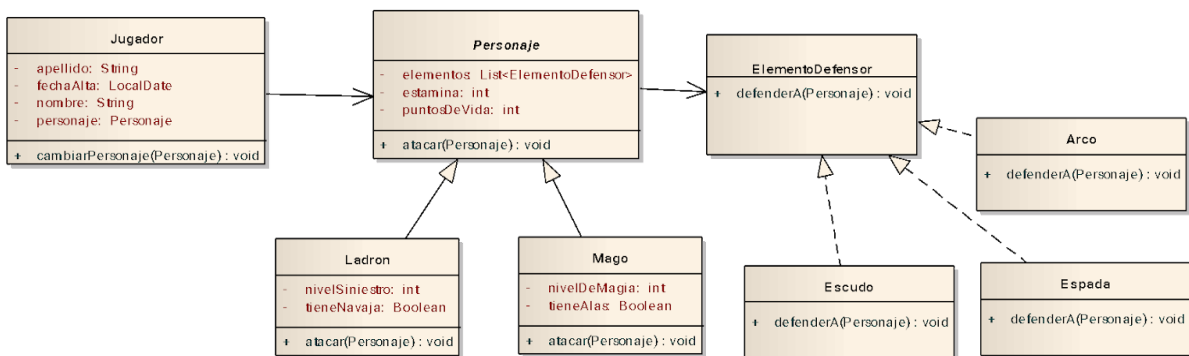 Jugador
- apellido: String
- fechaAlta: LocalDate
- nombre: String
- personaje: Personaje
+ cambiarPersonaje(Personaje) : void
Personaje
- elementos: List<ElementoDefensor>
- estamina: int
- puntosDeVida: int
+ atacar(Personaje) : void
ElementoDefensor
+ defenderA(Personaje) : void
Arco
+ defenderA(Personaje) : void
Ladron
- nivelSiniestro: int
- tieneNavaja: Boolean
+ atacar(Personaje) : void
Mago
- nivelDeMagia: int
- tieneAlas: Boolean
+ atacar(Personaje) : void
Escudo
+ defenderA(Personaje) : void
Espada
+ defenderA(Personaje) : void